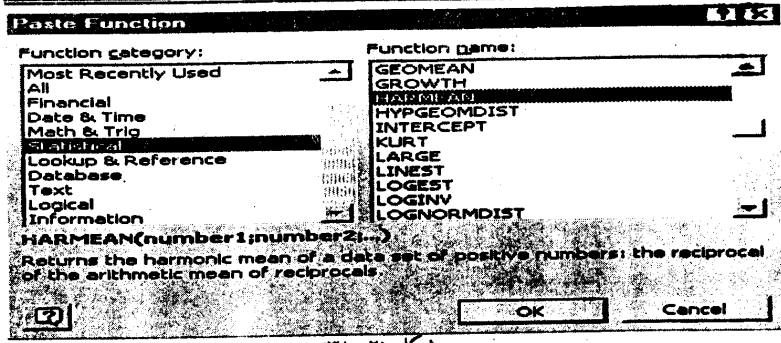 Paste Function
Function category:
Most Recently Used
All
Financial
Date & Time
Math & Trig
Statistical
Lookup & Reference
Database
Text
Logical
Information
Function name:
GEOMEAN
GROWTH
HARMEAN
HYPGEOMDIST
INTERCEPT
KURT
LARGE
LINEST
LOGEST
LOGINV
LOGNORMDIST
HARMEAN(number1;number2;...)
Returns the harmonic mean of a data set of positive numbers: the reciprocal
of the arithmetic mean of reciprocals.
OK
Cancel